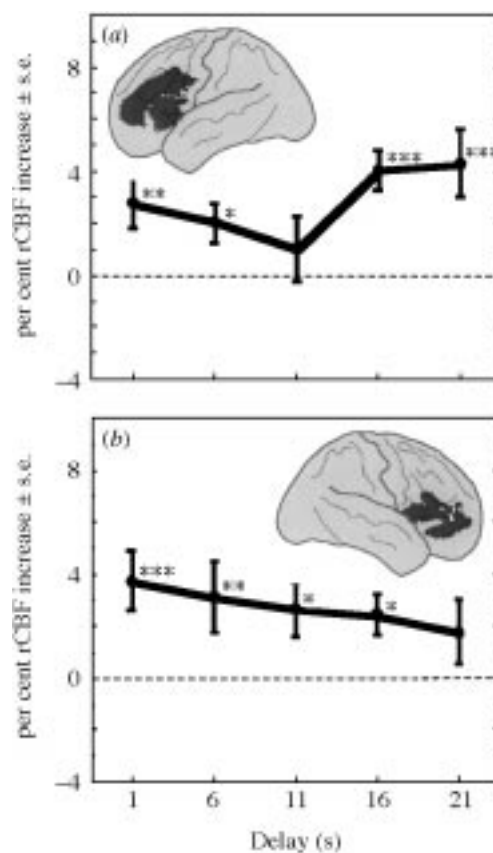 (a)
8
4
0
−4
per cent rCBF increase ± s.e.
**
*
***
***
(b)
8
4
0
−4
per cent rCBF increase ± s.e.
***
**
*
*
1 6 11 16 21
Delay (s)